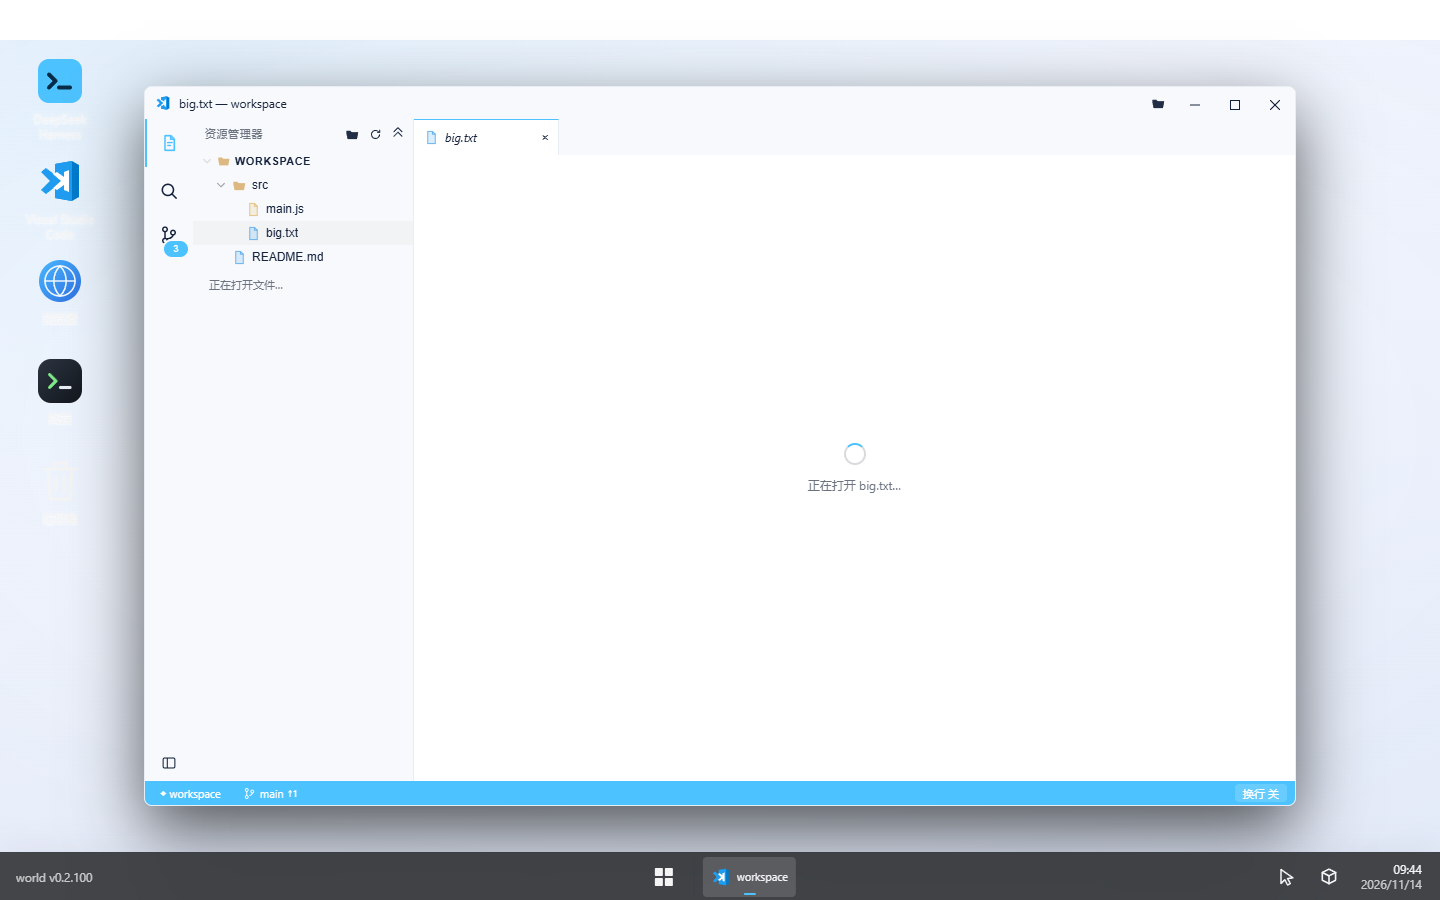 big.txt — workspace
资源管理器
big.txt
WORKSPACE
src
main.js
big.txt
README.md
正在打开文件...
正在打开 big.txt...
3
workspace
main ↑1
换行 关
world v0.2.100
workspace
09:44
2026/11/14